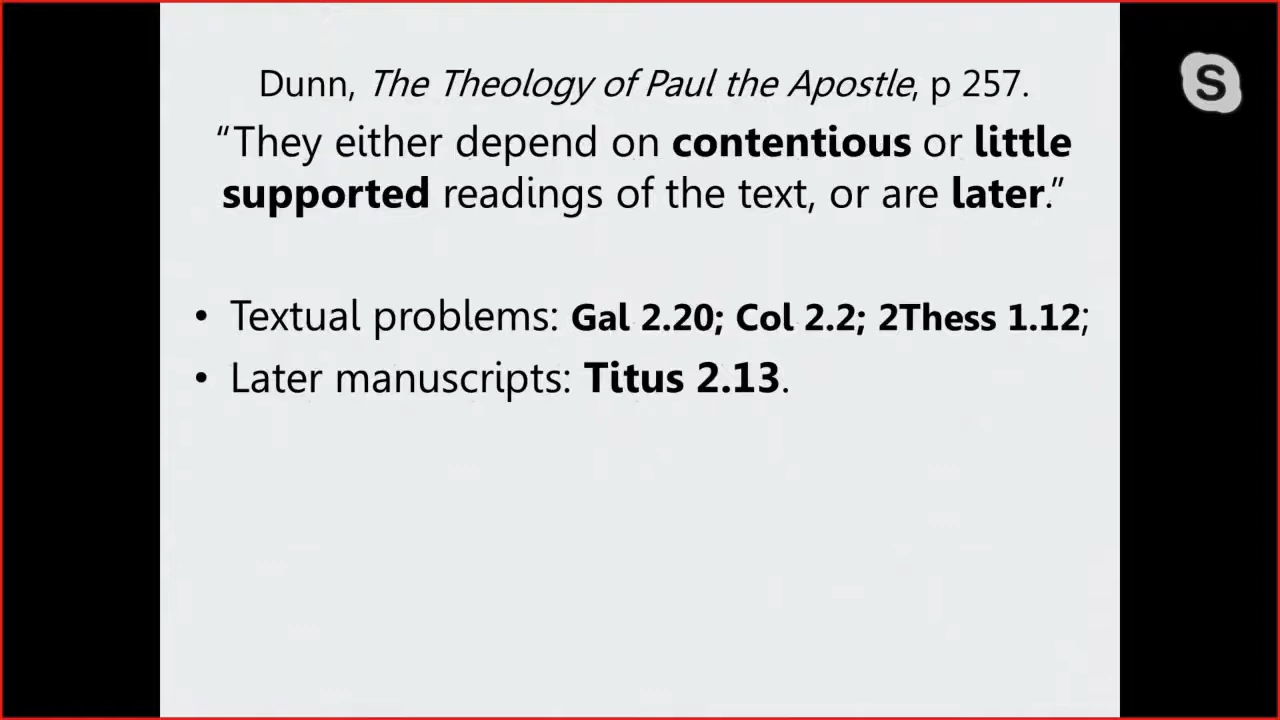 Dunn, The Theology of Paul the Apostle, p 257.
“They either depend on contentious or little
supported readings of the text, or are later.”
• Textual problems: Gal 2.20; Col 2.2; 2Thess 1.12;
• Later manuscripts: Titus 2.13.
S